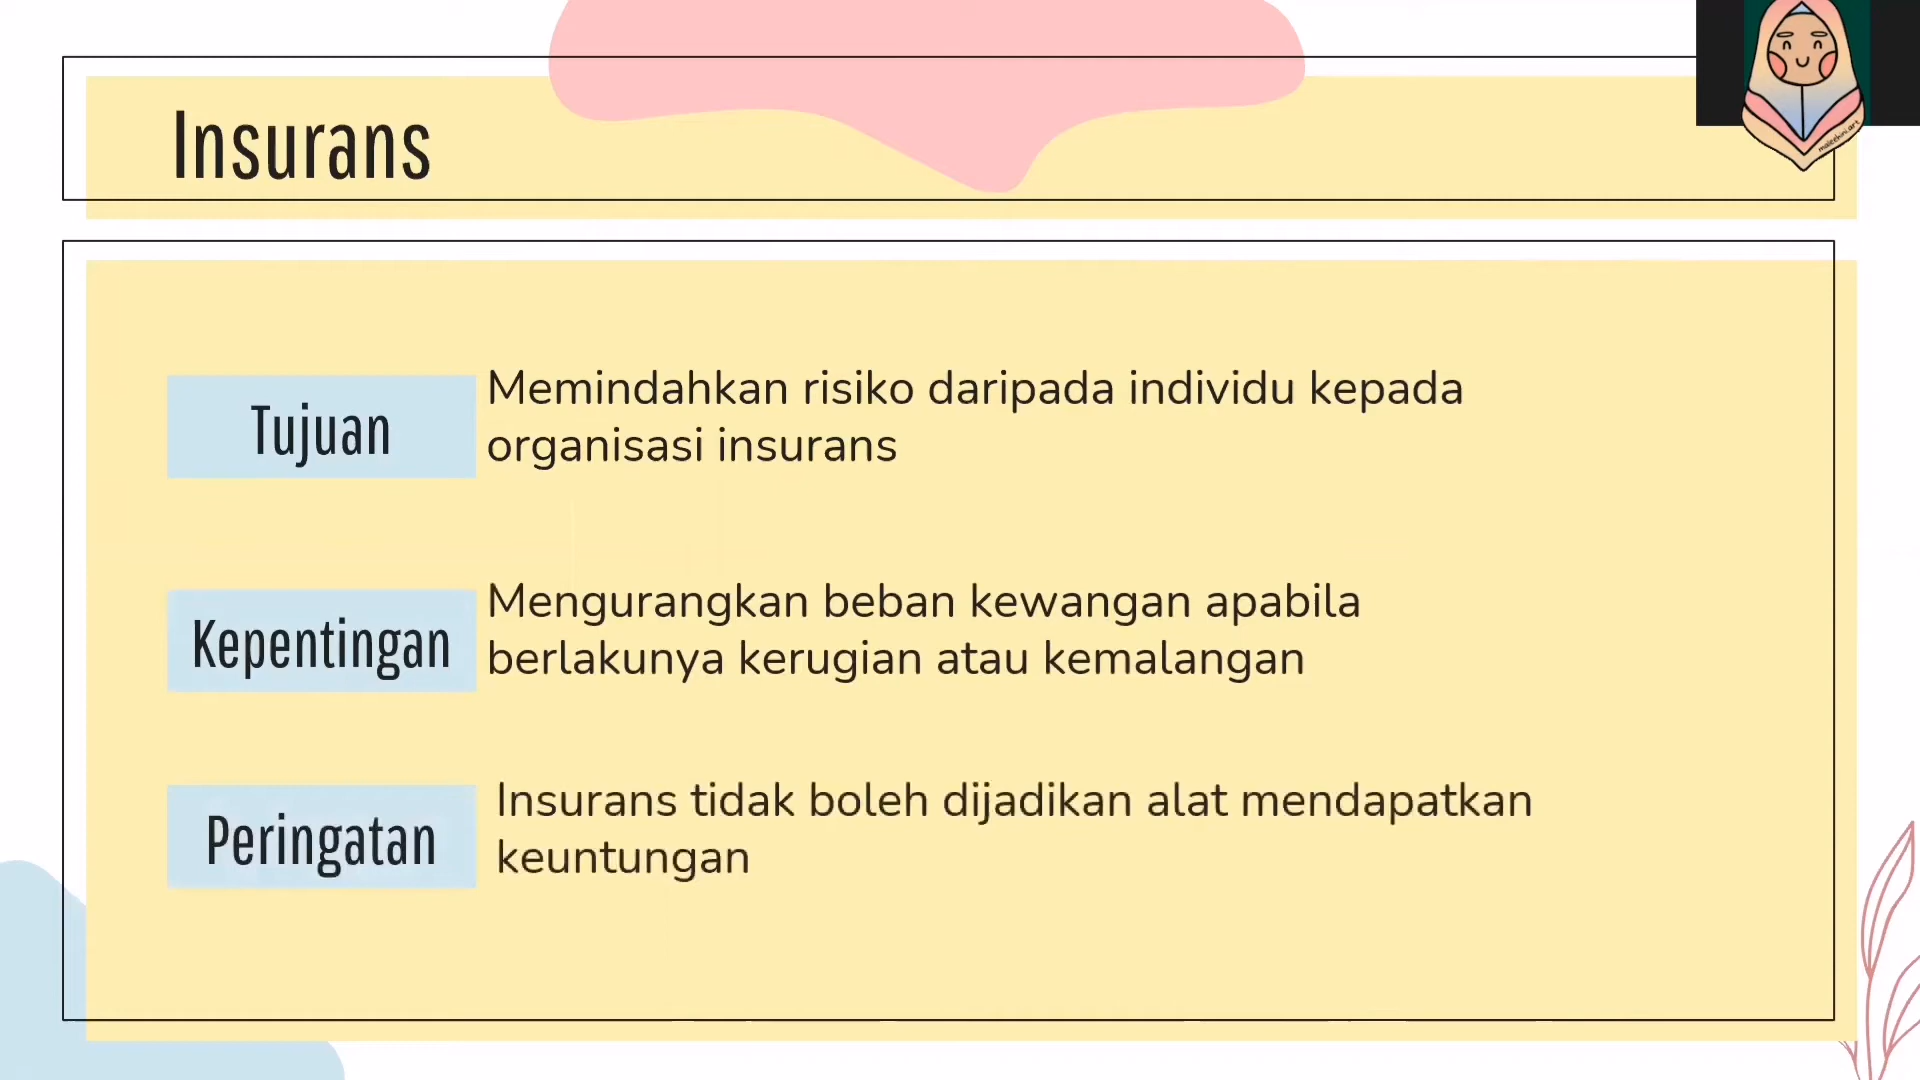 Insurans
Tujuan
Memindahkan risiko daripada individu kepada
organisasi insurans
Kepentingan
Mengurangkan beban kewangan apabila
berlakunya kerugian atau kemalangan
Peringatan
Insurans tidak boleh dijadikan alat mendapatkan
keuntungan